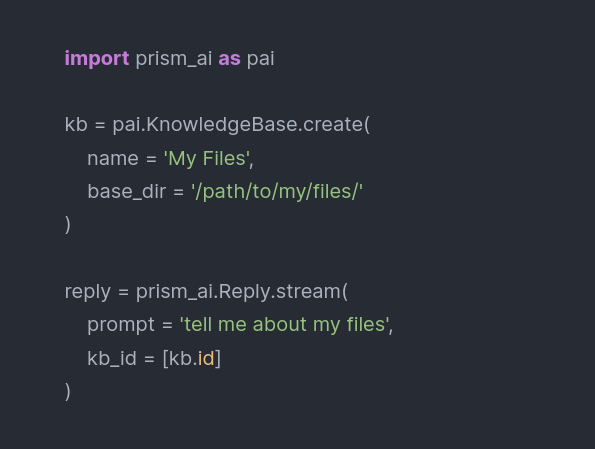 import prism_ai as pai
kb = pai.KnowledgeBase.create(
name = 'My Files',
base_dir = '/path/to/my/files/'
)
reply = prism_ai.Reply.stream(
prompt = 'tell me about my files',
kb_id = [kb.id]
)